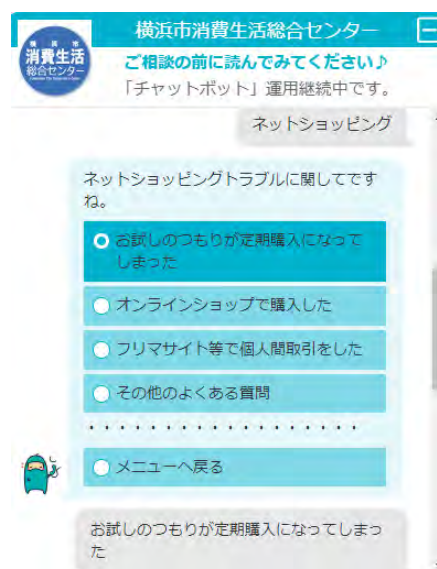 横浜市消費生活総合センター
横浜市
消費生活
総合センター
ご相談の前に読んでみてください♪
「チャットボット」運用継続中です。
ネットショッピング
ネットショッピングトラブルに関してです
ね。
お試しのつもりが定期購入になって
しまった
オンラインショップで購入した
フリマサイト等で個人間取引をした
その他のよくある質問
・・・・・・・・・・・・・・・・・・
メニューへ戻る
お試しのつもりが定期購入になってしまっ
た